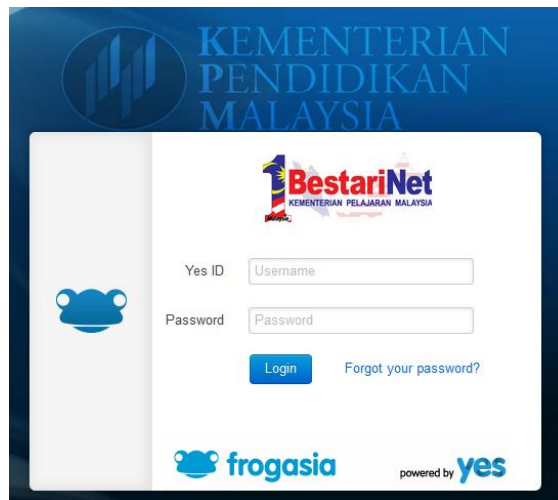 KEMENTERIAN
PENDIDIKAN
MALAYSIA
1BestariNet
KEMENTERIAN PELAJARAN MALAYSIA
Malaysia
Yes ID Username
Password Password
Login Forgot your password?
frogasia powered by yes